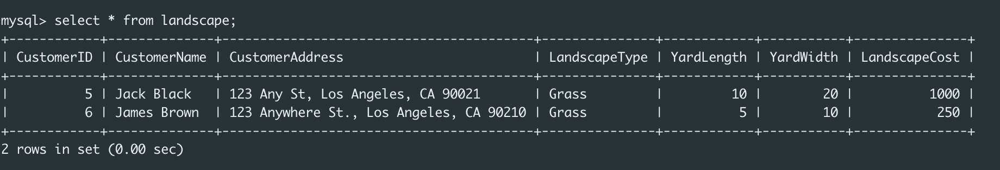 mysql> select * from landscape;
+------------+--------------+-----------------------------------------+---------------+------------+-----------+---------------+
| CustomerID | CustomerName | CustomerAddress                         | LandscapeType | YardLength | YardWidth | LandscapeCost |
+------------+--------------+-----------------------------------------+---------------+------------+-----------+---------------+
|          5 | Jack Black   | 123 Any St, Los Angeles, CA 90021       | Grass         |         10 |        20 |          1000 |
|          6 | James Brown  | 123 Anywhere St., Los Angeles, CA 90210 | Grass         |          5 |        10 |           250 |
+------------+--------------+-----------------------------------------+---------------+------------+-----------+---------------+
2 rows in set (0.00 sec)